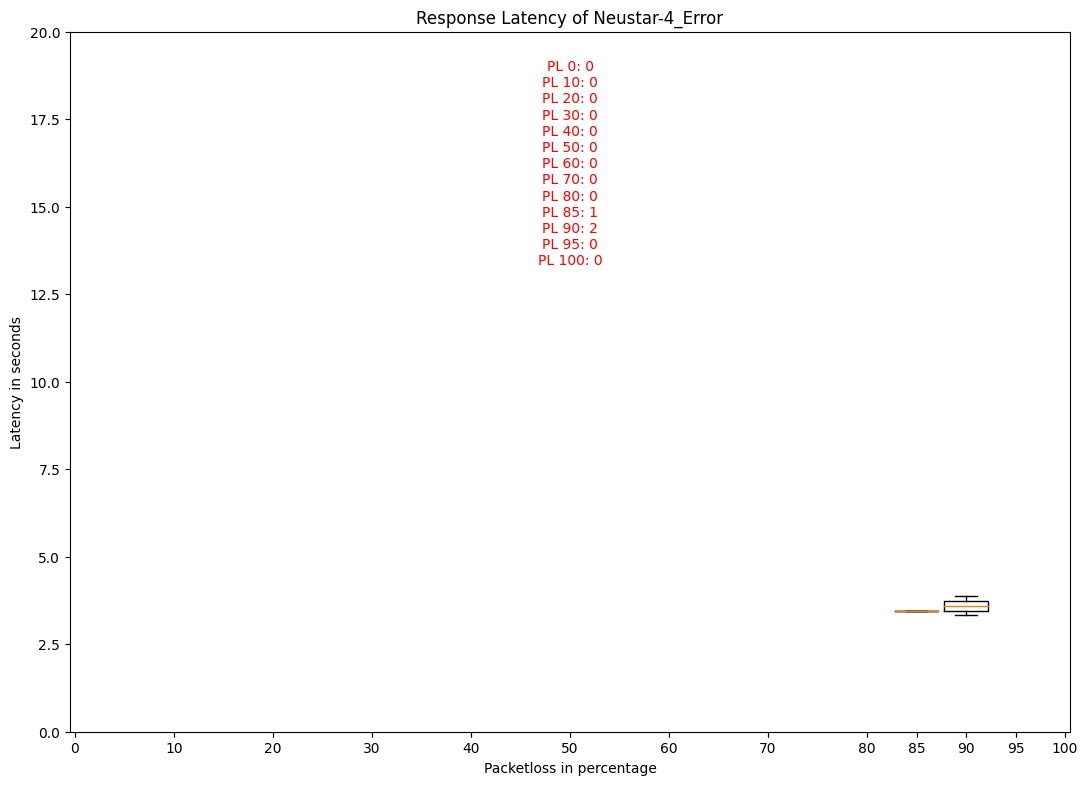 Response Latency of Neustar-4_Error
20.0
17.5
15.0
12.5
10.0
7.5
5.0
2.5
0.0
Latency in seconds
PL 0: 0
PL 10: 0
PL 20: 0
PL 30: 0
PL 40: 0
PL 50: 0
PL 60: 0
PL 70: 0
PL 80: 0
PL 85: 1
PL 90: 2
PL 95: 0
PL 100: 0
0 10 20 30 40 50 60 70 80 85 90 95 100
Packetloss in percentage